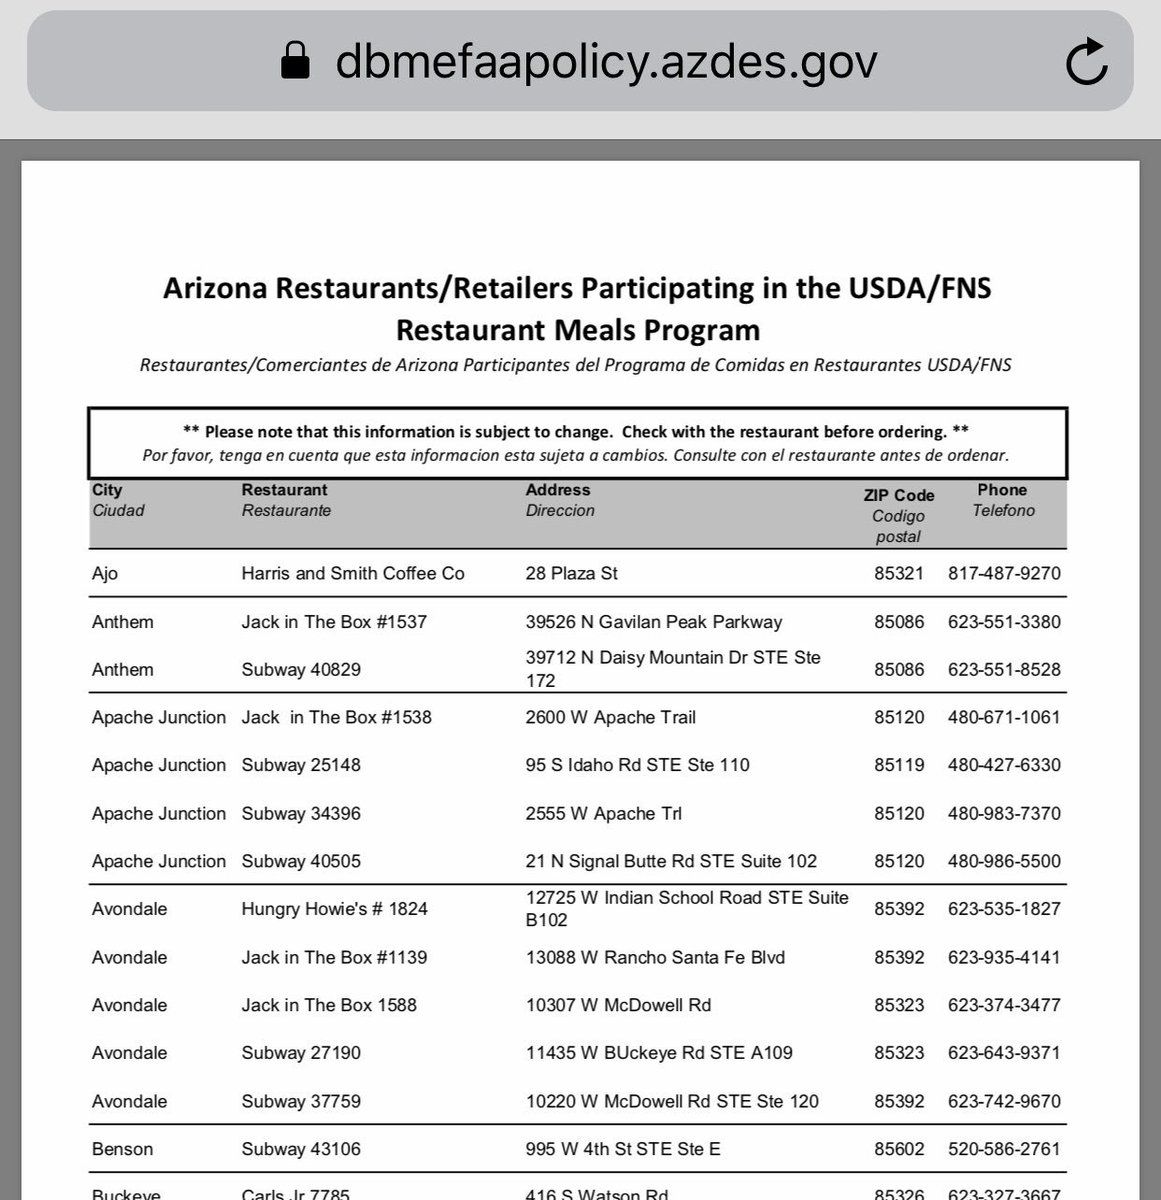 dbmefaapolicy.azdes.gov
Arizona Restaurants/Retailers Participating in the USDA/FNS
Restaurant Meals Program
Restaurantes/Comerciantes de Arizona Participantes del Programa de Comidas en Restaurantes USDA/FNS
** Please note that this information is subject to change.  Check with the restaurant before ordering. **
Por favor, tenga en cuenta que esta informacion esta sujeta a cambios. Consulte con el restaurante antes de ordenar.
City Restaurant Address ZIP Code Phone
Ciudad Restaurante Direccion Codigo postal Telefono
Ajo Harris and Smith Coffee Co 28 Plaza St 85321 817-487-9270
Anthem Jack in The Box #1537 39526 N Gavilan Peak Parkway 85086 623-551-3380
Anthem Subway 40829 39712 N Daisy Mountain Dr STE Ste 172 85086 623-551-8528
Apache Junction Jack  in The Box #1538 2600 W Apache Trail 85120 480-671-1061
Apache Junction Subway 25148 95 S Idaho Rd STE Ste 110 85119 480-427-6330
Apache Junction Subway 34396 2555 W Apache Trl 85120 480-983-7370
Apache Junction Subway 40505 21 N Signal Butte Rd STE Suite 102 85120 480-986-5500
Avondale Hungry Howie's # 1824 12725 W Indian School Road STE Suite B102 85392 623-535-1827
Avondale Jack in The Box #1139 13088 W Rancho Santa Fe Blvd 85392 623-935-4141
Avondale Jack in The Box 1588 10307 W McDowell Rd 85323 623-374-3477
Avondale Subway 27190 11435 W BUckeye Rd STE A109 85323 623-643-9371
Avondale Subway 37759 10220 W McDowell Rd STE Ste 120 85392 623-742-9670
Benson Subway 43106 995 W 4th St STE Ste E 85602 520-586-2761
Buckeye Carls Jr 7785 416 S Watson Rd 85326 623-327-3667